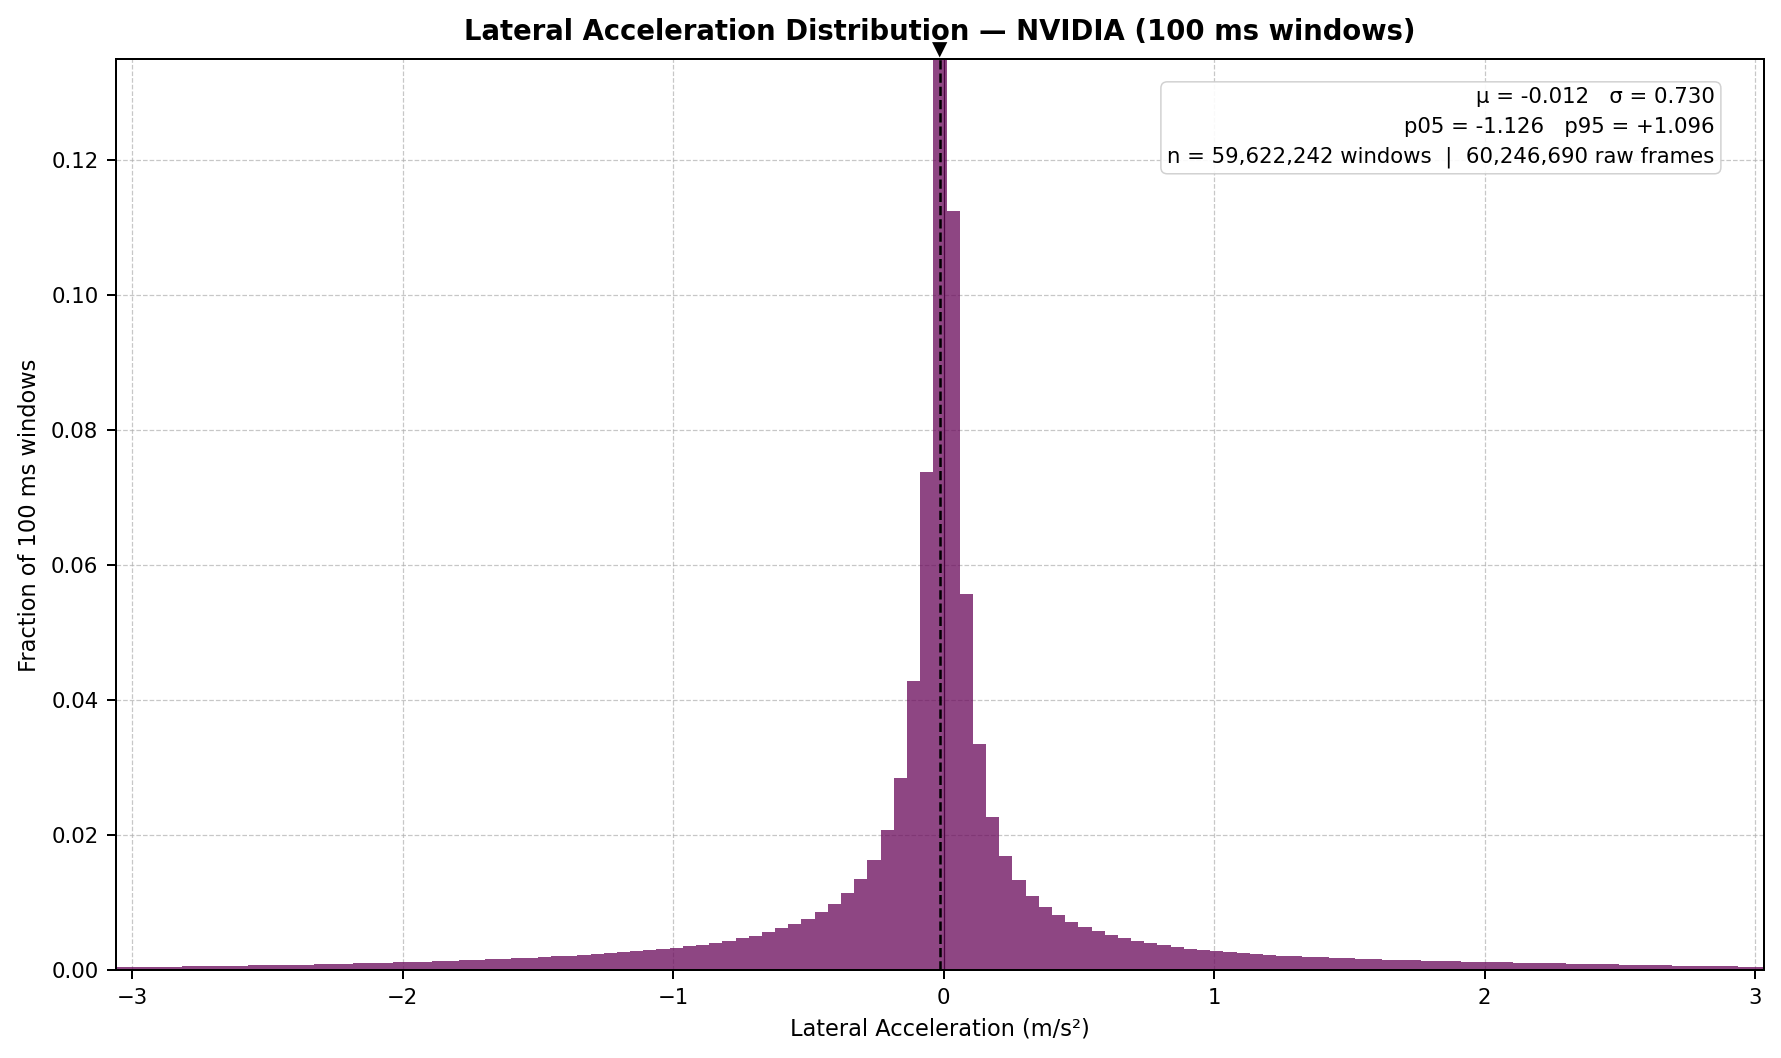 Lateral Acceleration Distribution — NVIDIA (100 ms windows)
μ = -0.012   σ = 0.730
p05 = -1.126   p95 = +1.096
n = 59,622,242 windows  |  60,246,690 raw frames
0.12
0.10
0.08
0.06
0.04
0.02
0.00
Fraction of 100 ms windows
−3
−2
−1
0
1
2
3
Lateral Acceleration (m/s²)